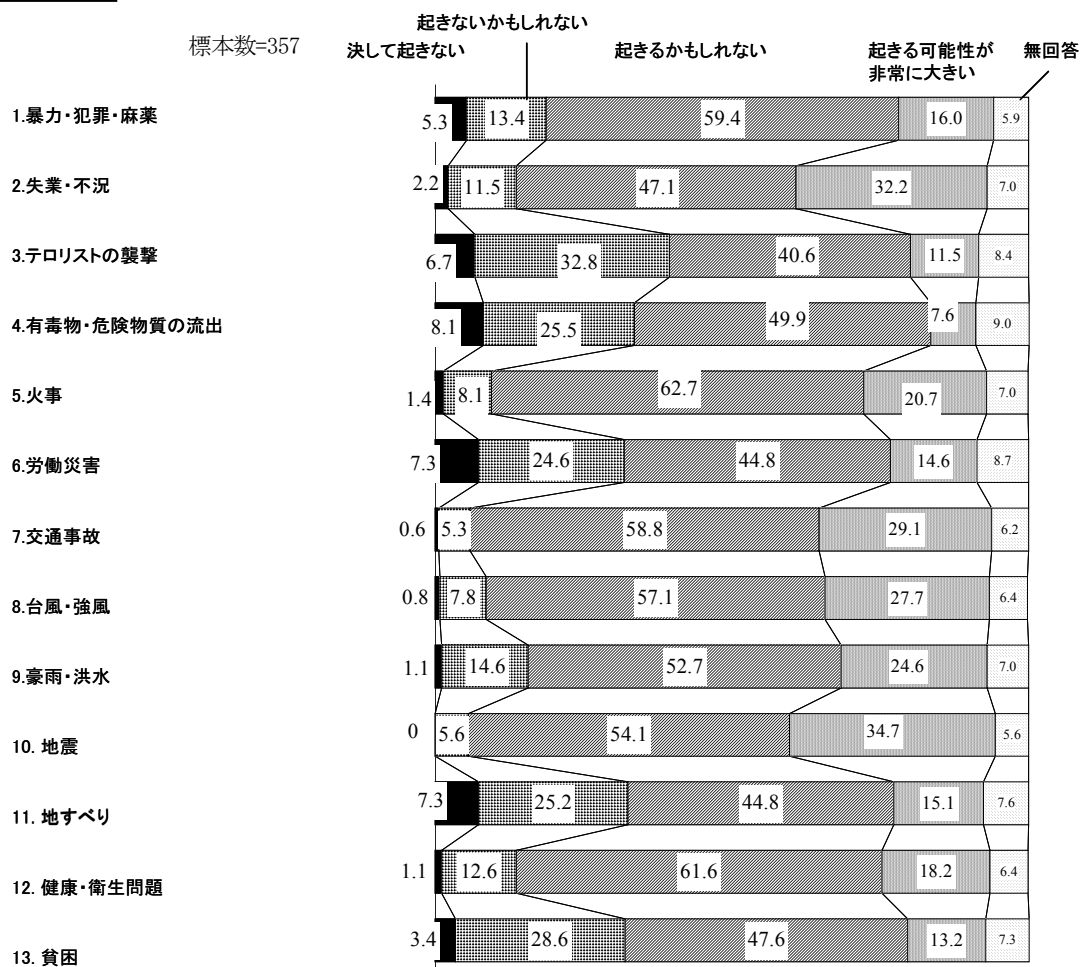 起きないかもしれない
標本数=357
決して起きない
起きるかもしれない
起きる可能性が
非常に大きい
無回答
1.暴力・犯罪・麻薬
5.3 13.4 59.4 16.0 5.9
2.失業・不況
2.2 11.5 47.1 32.2 7.0
3.テロリストの襲撃
6.7 32.8 40.6 11.5 8.4
4.有毒物・危険物質の流出
8.1 25.5 49.9 7.6 9.0
5.火事
1.4 8.1 62.7 20.7 7.0
6.労働災害
7.3 24.6 44.8 14.6 8.7
7.交通事故
0.6 5.3 58.8 29.1 6.2
8.台風・強風
0.8 7.8 57.1 27.7 6.4
9.豪雨・洪水
1.1 14.6 52.7 24.6 7.0
10. 地震
0 5.6 54.1 34.7 5.6
11. 地すべり
7.3 25.2 44.8 15.1 7.6
12. 健康・衛生問題
1.1 12.6 61.6 18.2 6.4
13. 貧困
3.4 28.6 47.6 13.2 7.3